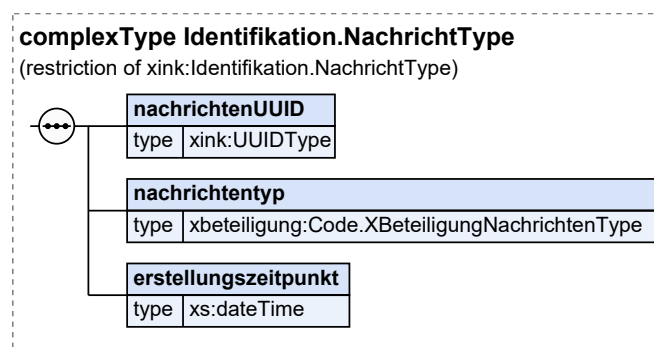 complexType Identifikation.NachrichtType
(restriction of xink:Identifikation.NachrichtType)
nachrichtenUUID
type xink:UUIDType
nachrichtentyp
type xbeteiligung:Code.XBeteiligungNachrichtenType
erstellungszeitpunkt
type xs:dateTime